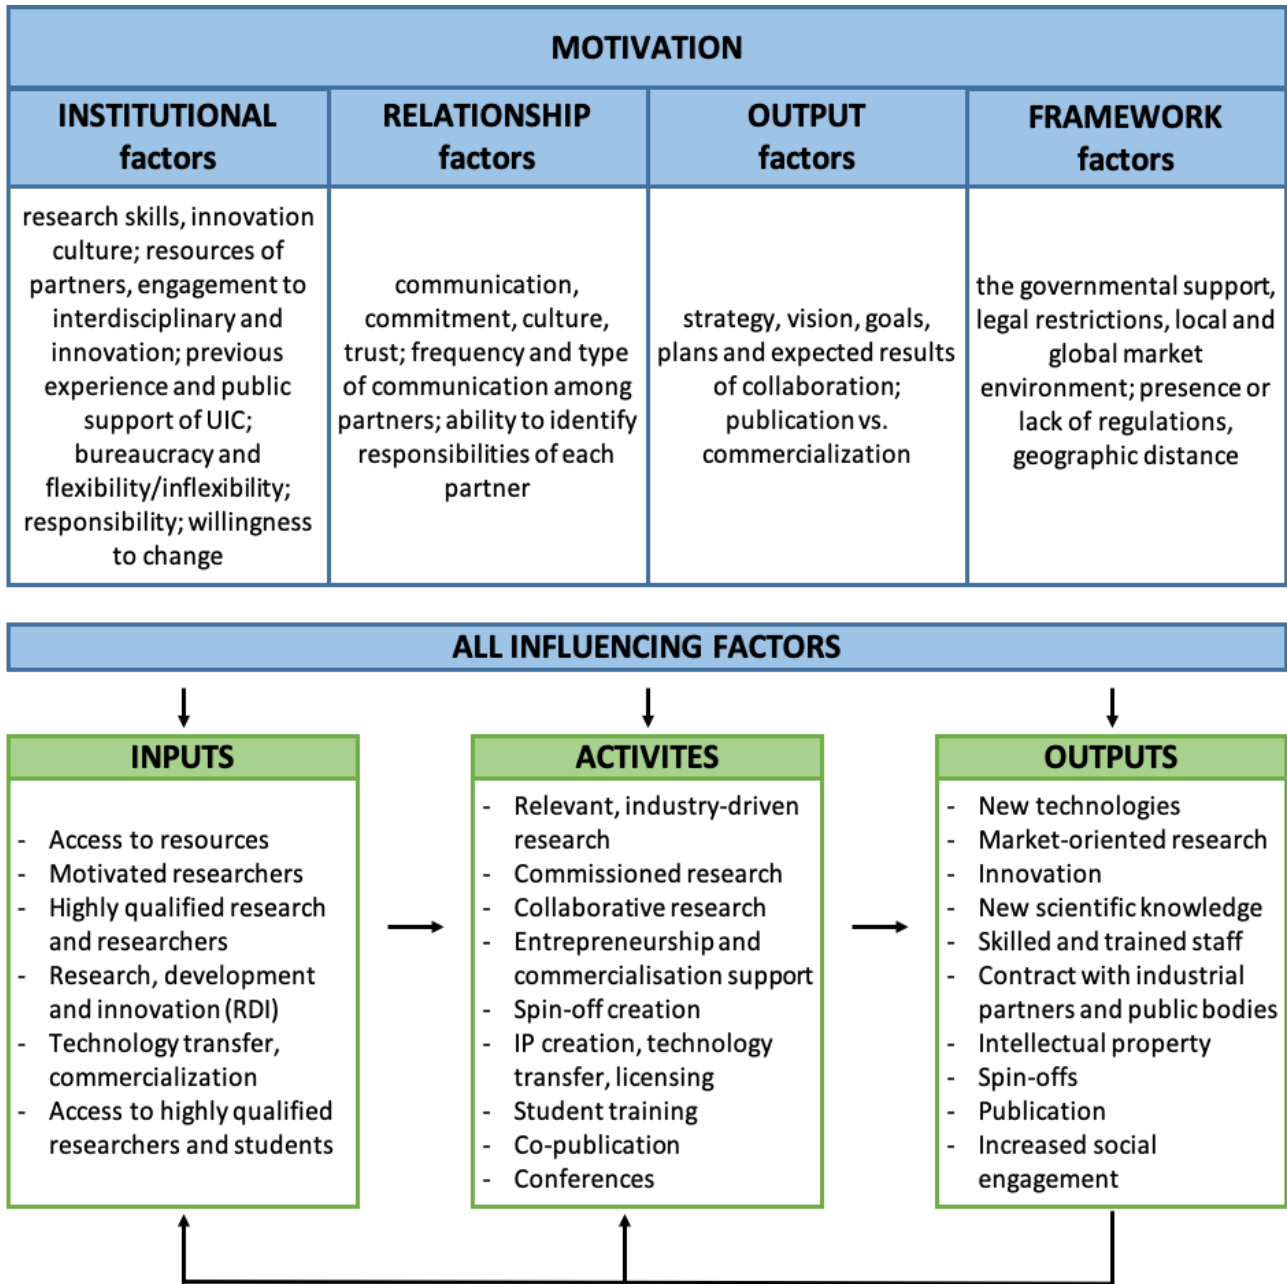 MOTIVATION
INSTITUTIONAL
factors
research skills, innovation
culture; resources of
partners, engagement to
interdisciplinary and
innovation; previous
experience and public
support of UIC;
bureaucracy and
flexibility/inflexibility;
responsibility; willingness
to change
RELATIONSHIP
factors
communication,
commitment, culture,
trust; frequency and type
of communication among
partners; ability to identify
responsibilities of each
partner
OUTPUT
factors
strategy, vision, goals,
plans and expected results
of collaboration;
publication vs.
commercialization
FRAMEWORK
factors
the governmental support,
legal restrictions, local and
global market
environment; presence or
lack of regulations,
geographic distance
ALL INFLUENCING FACTORS
INPUTS
- Access to resources
- Motivated researchers
- Highly qualified research
and researchers
- Research, development
and innovation (RDI)
- Technology transfer,
commercialization
- Access to highly qualified
researchers and students
ACTIVITES
- Relevant, industry-driven
research
- Commissioned research
- Collaborative research
- Entrepreneurship and
commercialisation support
- Spin-off creation
- IP creation, technology
transfer, licensing
- Student training
- Co-publication
- Conferences
OUTPUTS
- New technologies
- Market-oriented research
- Innovation
- New scientific knowledge
- Skilled and trained staff
- Contract with industrial
partners and public bodies
- Intellectual property
- Spin-offs
- Publication
- Increased social
engagement